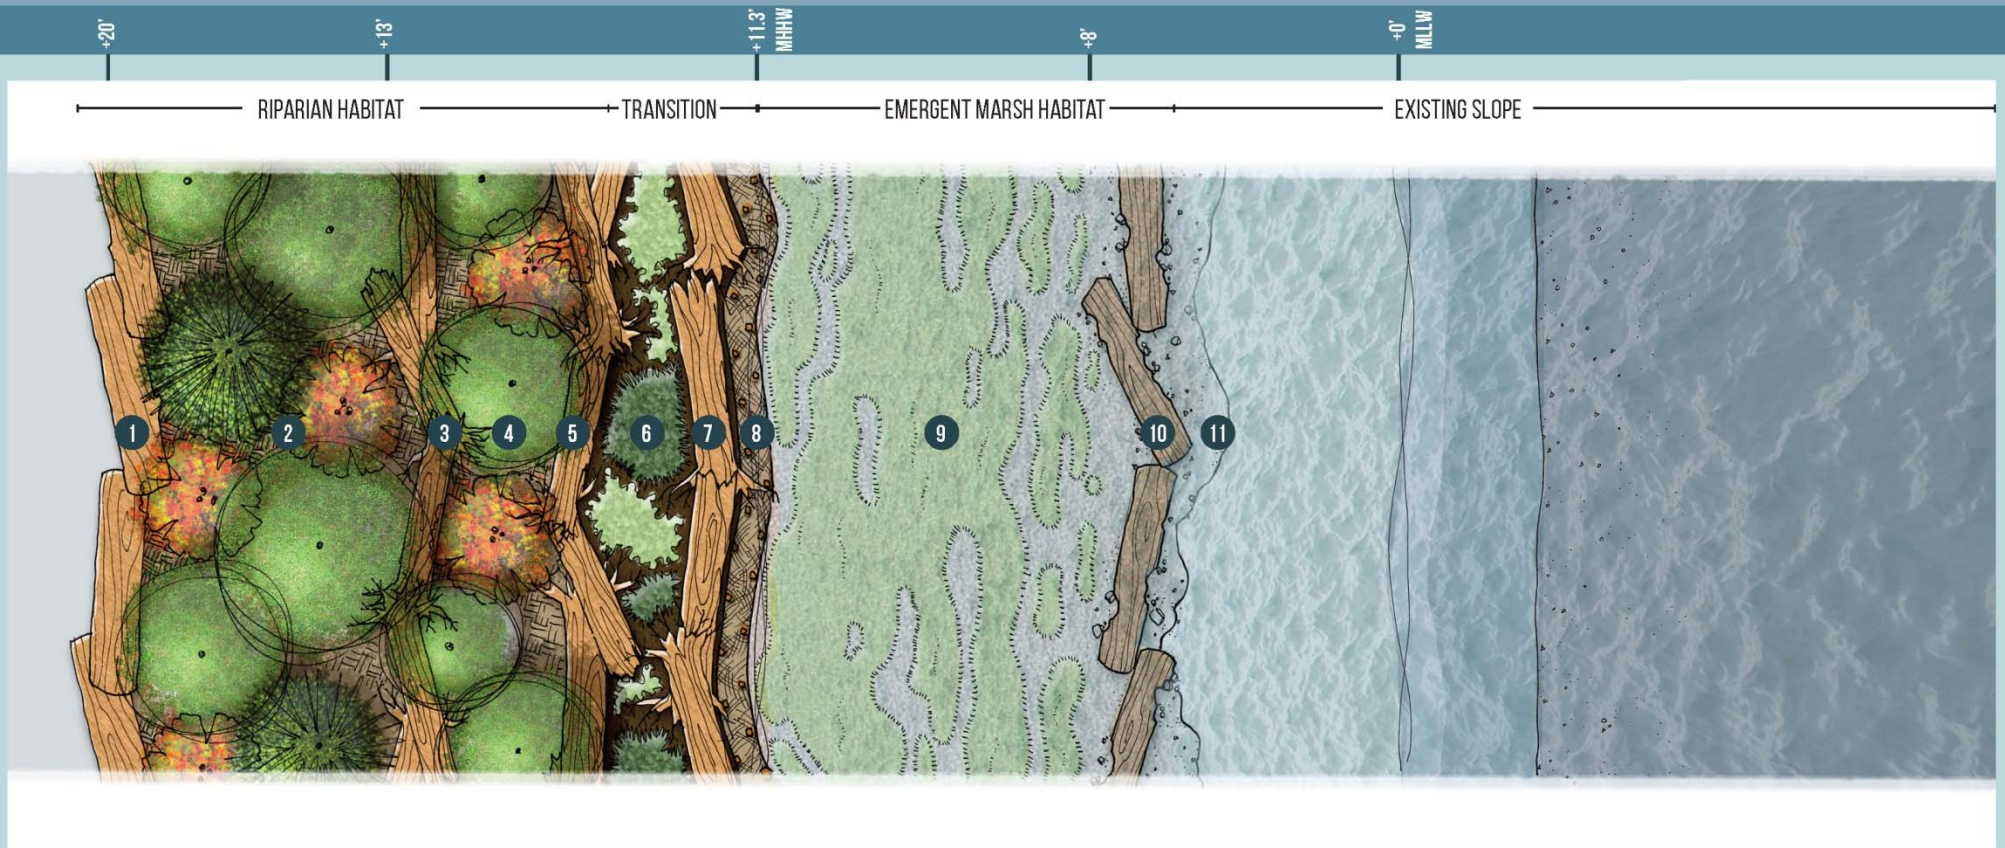 +20'
+13'
+11.3'
MHHW
+8'
+0'
MLLW
RIPARIAN HABITAT
TRANSITION
EMERGENT MARSH HABITAT
EXISTING SLOPE
1
2
3
4
5
6
7
8
9
10
11